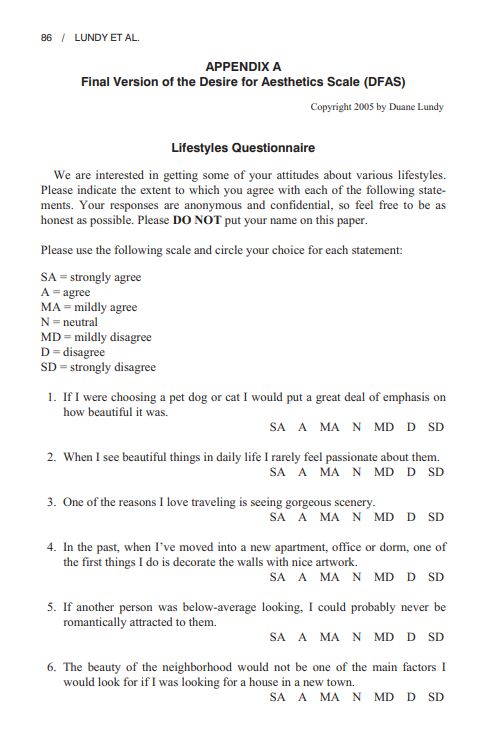 86 / LUNDY ET AL.
APPENDIX A
Final Version of the Desire for Aesthetics Scale (DFAS)
Copyright 2005 by Duane Lundy
Lifestyles Questionnaire
We are interested in getting some of your attitudes about various lifestyles.
Please indicate the extent to which you agree with each of the following state-
ments. Your responses are anonymous and confidential, so feel free to be as
honest as possible. Please DO NOT put your name on this paper.
Please use the following scale and circle your choice for each statement:
SA = strongly agree
A = agree
MA = mildly agree
N = neutral
MD = mildly disagree
D = disagree
SD = strongly disagree
1. If I were choosing a pet dog or cat I would put a great deal of emphasis on
how beautiful it was.
SA A MA N MD D SD
2. When I see beautiful things in daily life I rarely feel passionate about them.
SA A MA N MD D SD
3. One of the reasons I love traveling is seeing gorgeous scenery.
SA A MA N MD D SD
4. In the past, when I've moved into a new apartment, office or dorm, one of
the first things I do is decorate the walls with nice artwork.
SA A MA N MD D SD
5. If another person was below-average looking, I could probably never be
romantically attracted to them.
SA A MA N MD D SD
6. The beauty of the neighborhood would not be one of the main factors I
would look for if I was looking for a house in a new town.
SA A MA N MD D SD